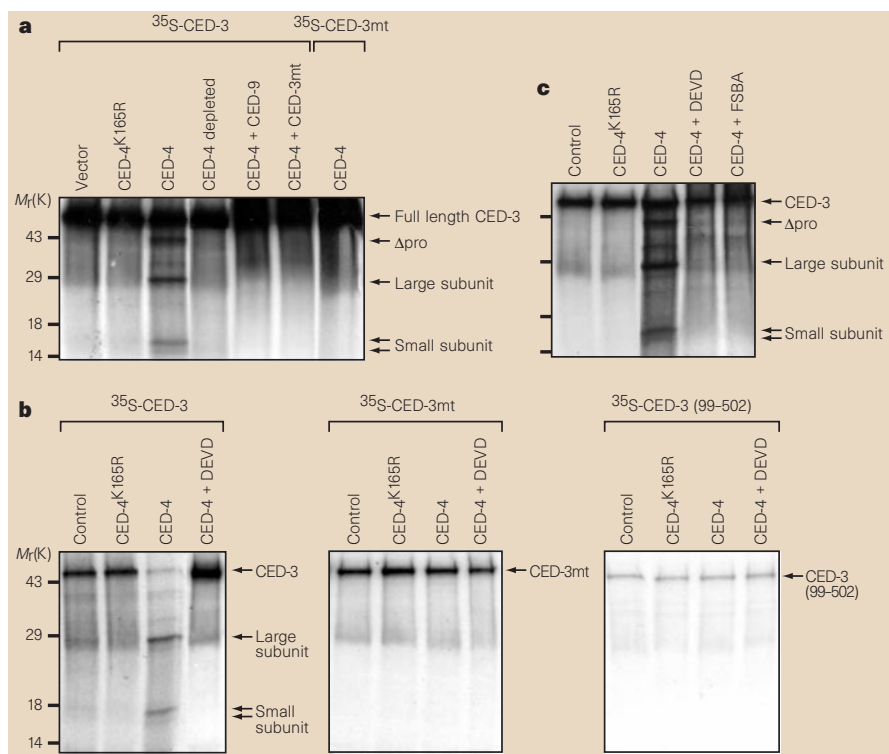 a
35S-CED-3
35S-CED-3mt
Vector
CED-4K165R
CED-4
CED-4 depleted
CED-4 + CED-9
CED-4 + CED-3mt
CED-4
Mr(K)
43
29
18
14
Full length CED-3
Δpro
Large subunit
Small subunit
c
Control
CED-4K165R
CED-4
CED-4 + DEVD
CED-4 + FSBA
CED-3
Δpro
Large subunit
Small subunit
b
35S-CED-3
Control
CED-4K165R
CED-4
CED-4 + DEVD
Mr(K)
43
29
18
14
CED-3
Large
subunit
Small
subunit
35S-CED-3mt
Control
CED-4K165R
CED-4
CED-4 + DEVD
CED-3mt
35S-CED-3 (99-502)
Control
CED-4K165R
CED-4
CED-4 + DEVD
CED-3
(99-502)